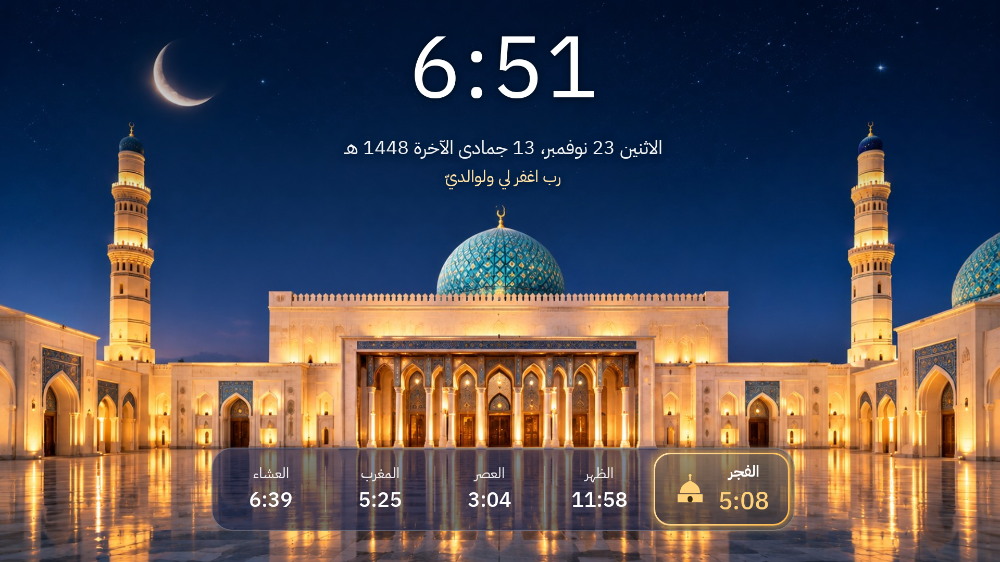 6:51
الاثنين 23 نوفمبر، 13 جمادى الآخرة 1448 هـ
رب اغفر لي ولوالديّ
الفجر
5:08
الظهر
11:58
العصر
3:04
المغرب
5:25
العشاء
6:39